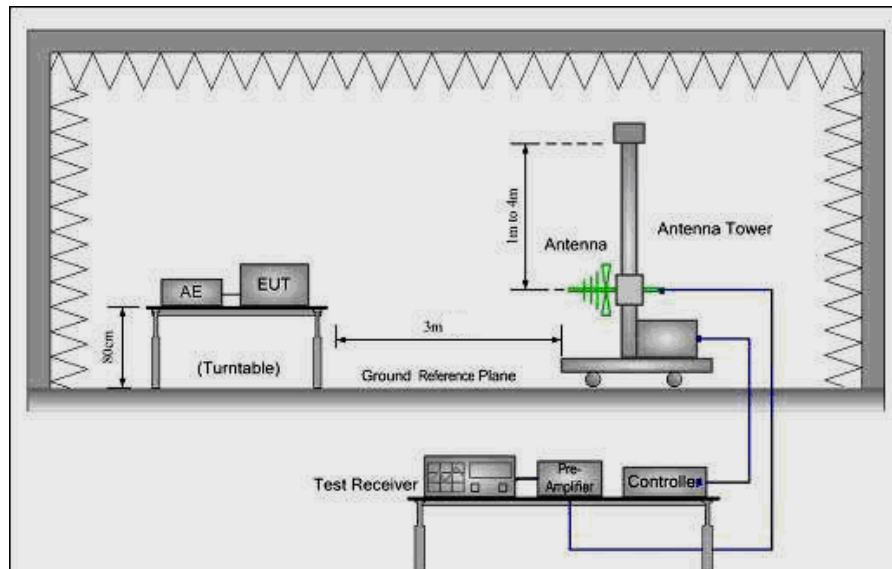 1m to 4m
Antenna
Antenna Tower
AE
EUT
80cm
(Turntable)
3m
Ground Reference Plane
Test Receiver
Pre-
Amplifier
Controller